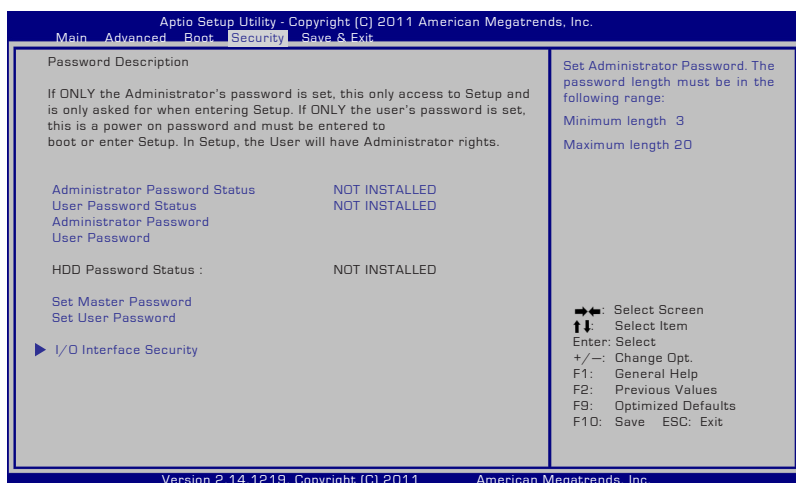 Aptio Setup Utility - Copyright (C) 2011 American Megatrends, Inc.
Main Advanced Boot Security Save & Exit
Password Description
If ONLY the Administrator's password is set, this only access to Setup and
is only asked for when entering Setup. If ONLY the user's password is set,
this is a power on password and must be entered to
boot or enter Setup. In Setup, the User will have Administrator rights.
Administrator Password Status NOT INSTALLED
User Password Status NOT INSTALLED
Administrator Password
User Password
HDD Password Status : NOT INSTALLED
Set Master Password
Set User Password
I/O Interface Security
Set Administrator Password. The
password length must be in the
following range:
Minimum length 3
Maximum length 20
→←: Select Screen
↑↓: Select Item
Enter: Select
+/—: Change Opt.
F1: General Help
F2: Previous Values
F9: Optimized Defaults
F10: Save ESC: Exit
Version 2.14.1219. Copyright (C) 2011 American Megatrends, Inc.